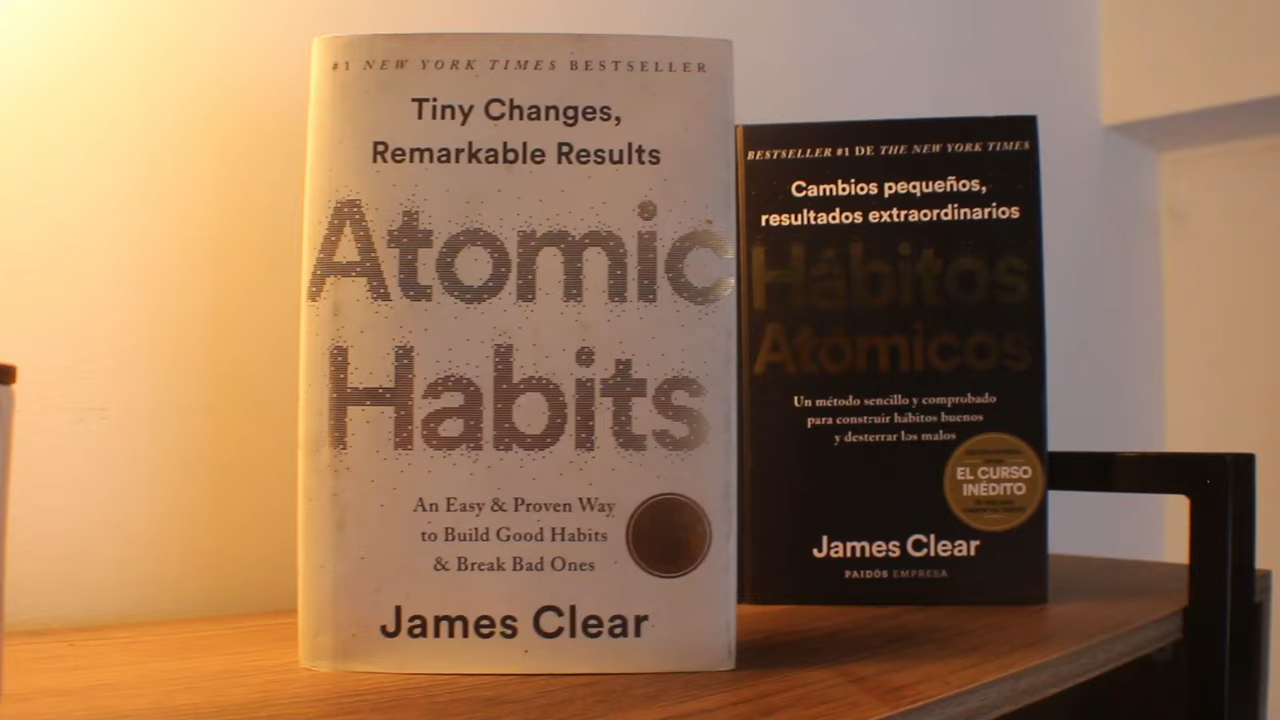 #1 NEW YORK TIMES BESTSELLER
Tiny Changes,
Remarkable Results
Atomic
Habits
An Easy & Proven Way
to Build Good Habits
& Break Bad Ones
James Clear
BESTSELLER #1 DE THE NEW YORK TIMES
Cambios pequeños,
resultados extraordinarios
Hábitos
Atómicos
Un método sencillo y comprobado
para construir hábitos buenos
y desterrar los malos
EL CURSO
INÉDITO
James Clear
PAIDÓS EMPRESA